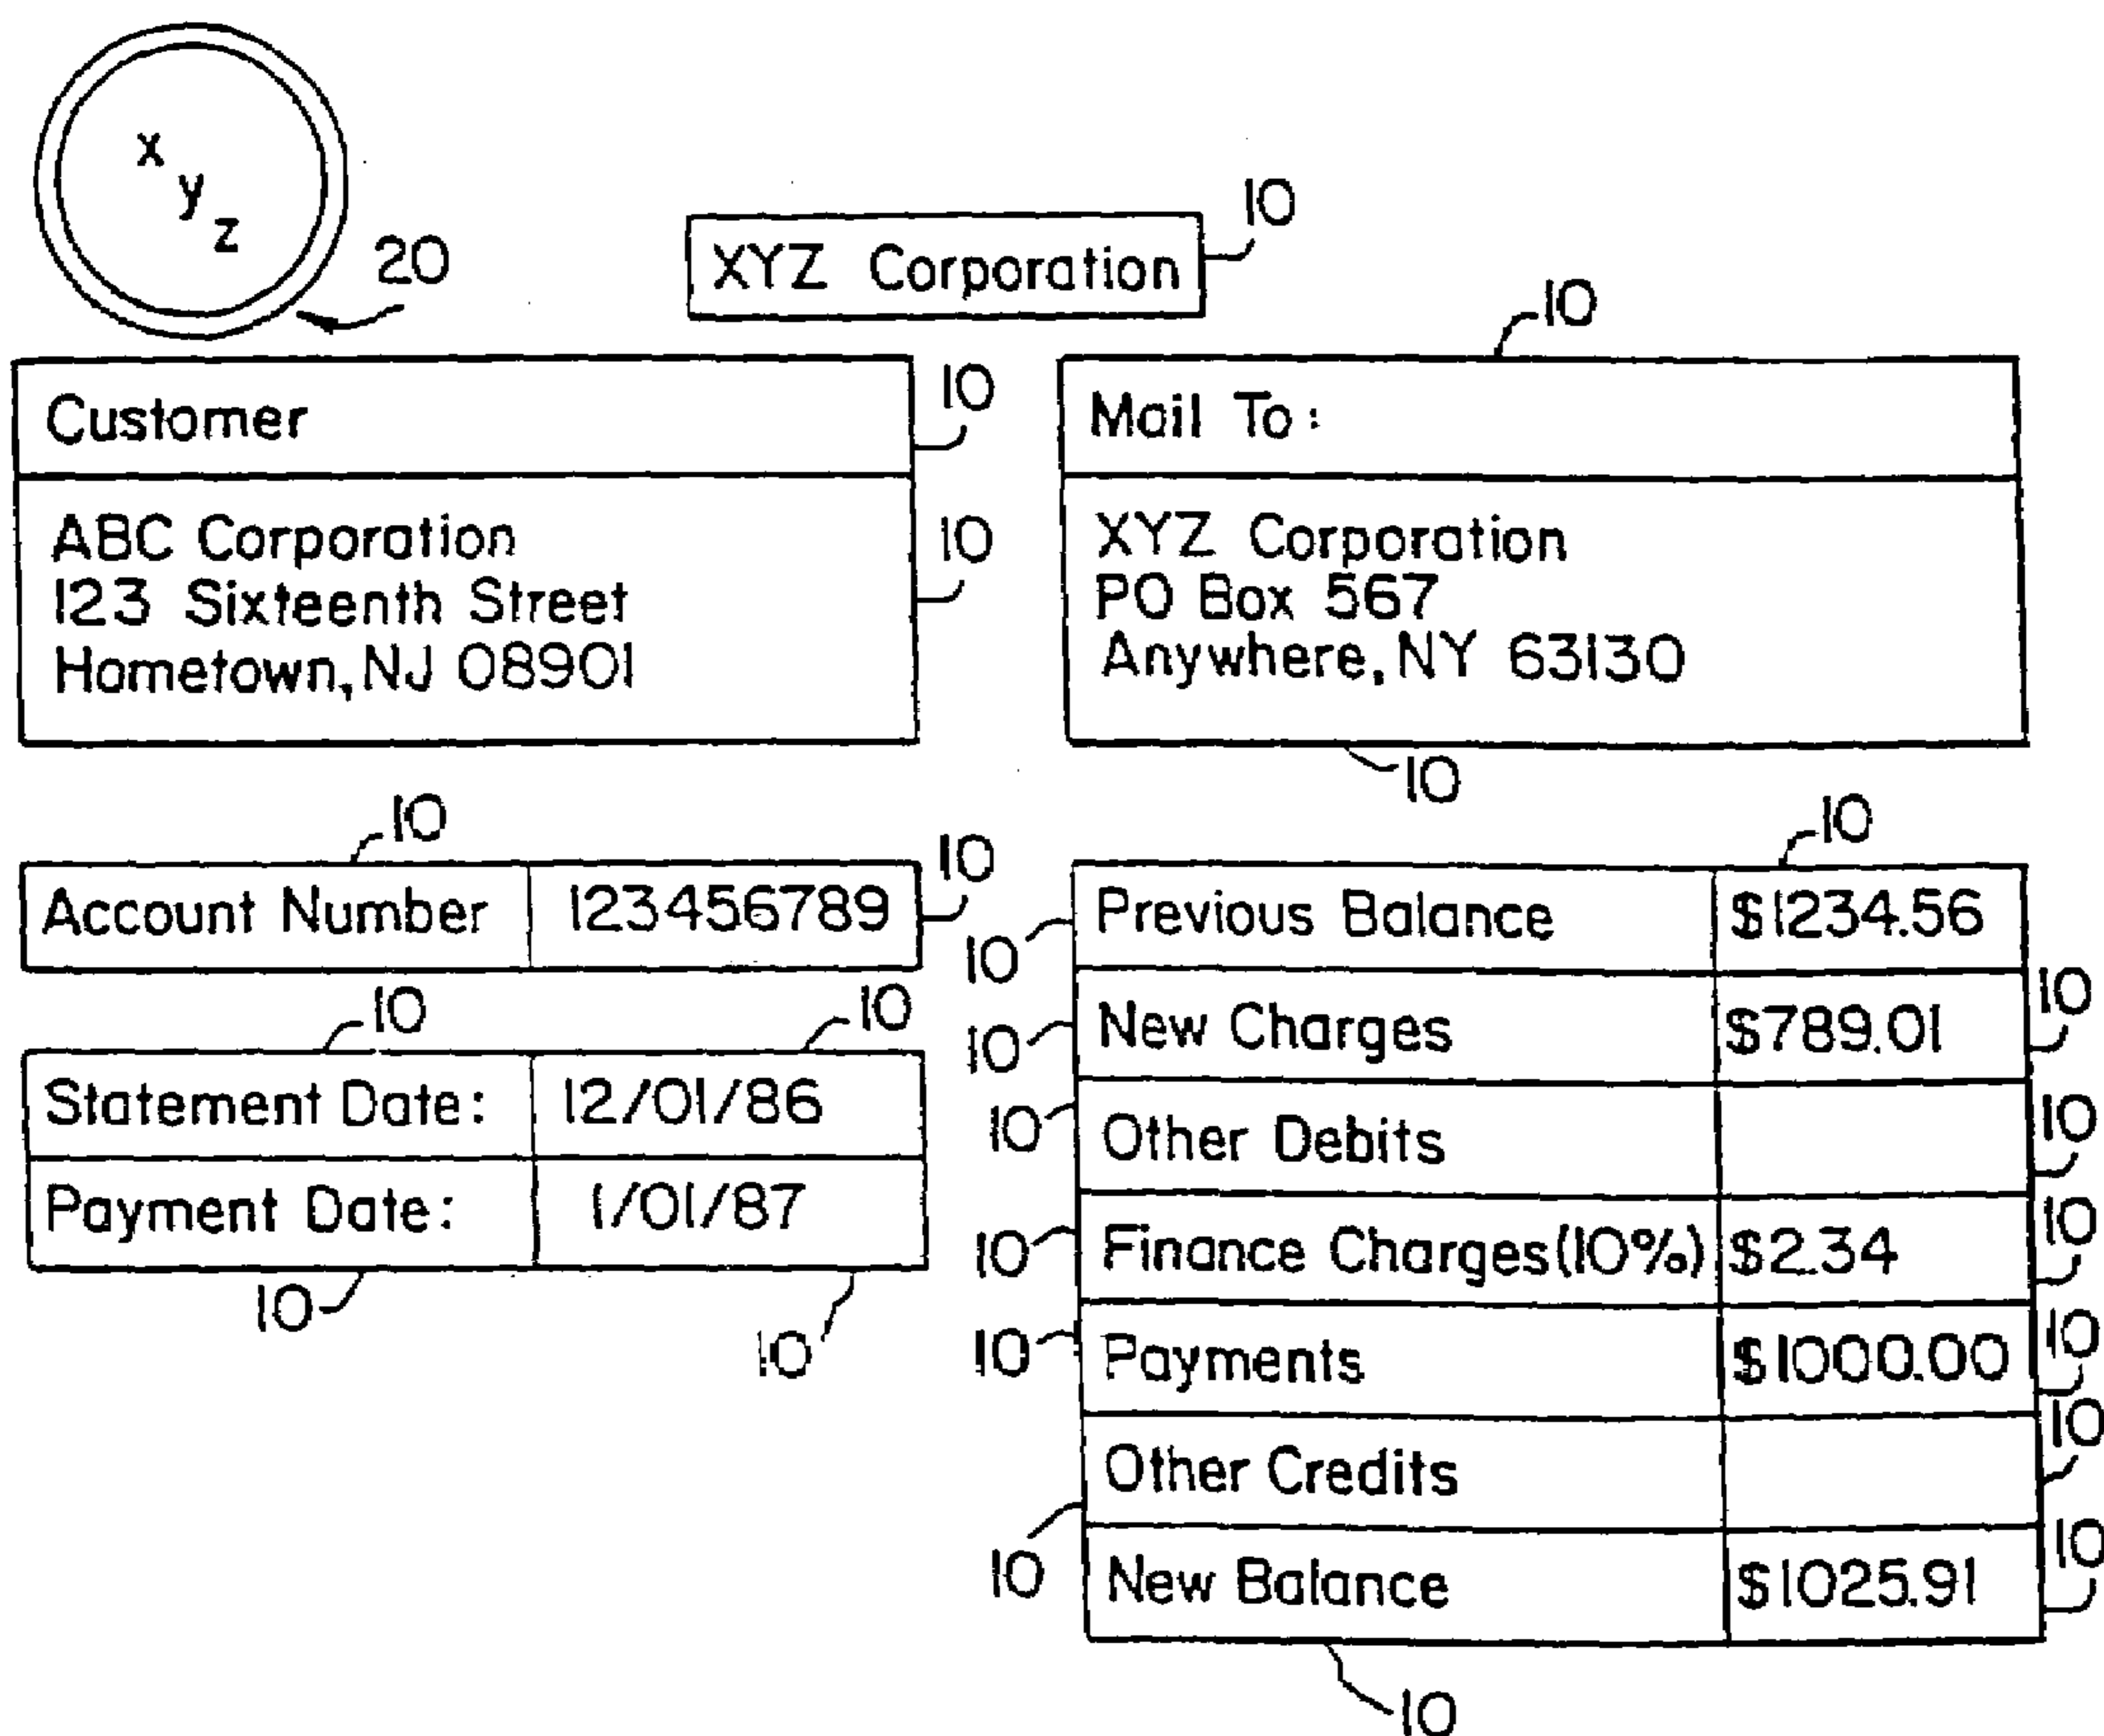 x
y
z
20
XYZ Corporation
10
10
Customer
10
ABC Corporation
123 Sixteenth Street
Hometown, NJ 08901
10
Mail To:
XYZ Corporation
PO Box 567
Anywhere, NY 63130
10
10
Account Number 123456789
10
10 10
Statement Date: 12/01/86
Payment Date: 1/01/87
10 10
10
10 Previous Balance $1234.56
10 New Charges $789.01 10
10 Other Debits 10
10 Finance Charges(10%) $2.34 10
10 Payments $1000.00 10
10 Other Credits 10
New Balance $1025.91 10
10